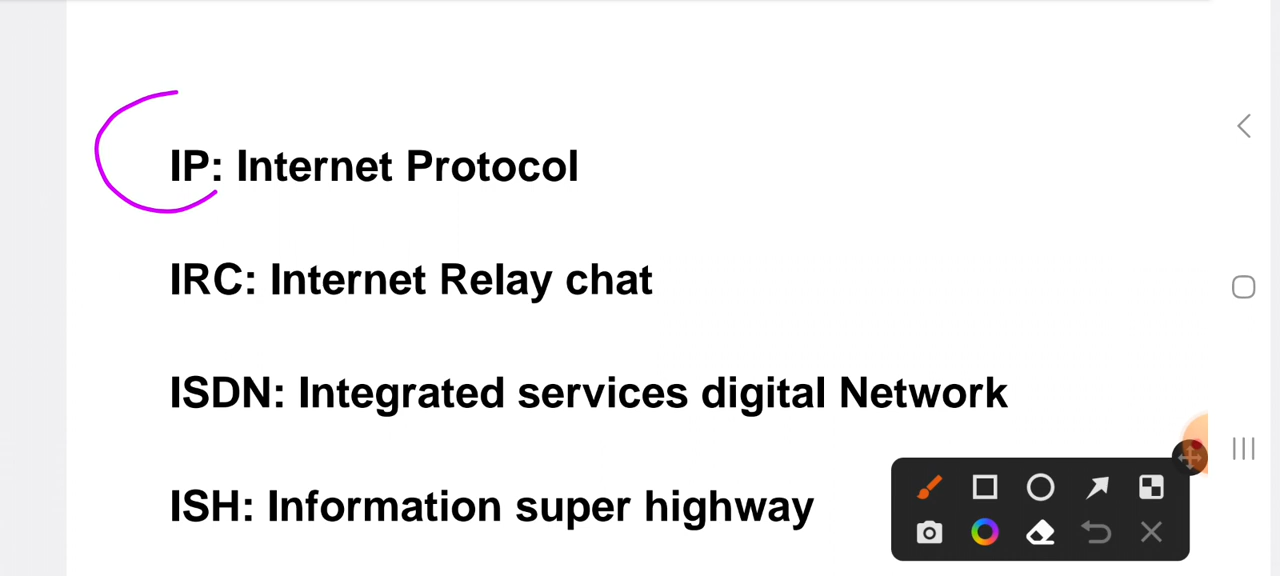 IP: Internet Protocol
IRC: Internet Relay chat
ISDN: Integrated services digital Network
ISH: Information super highway